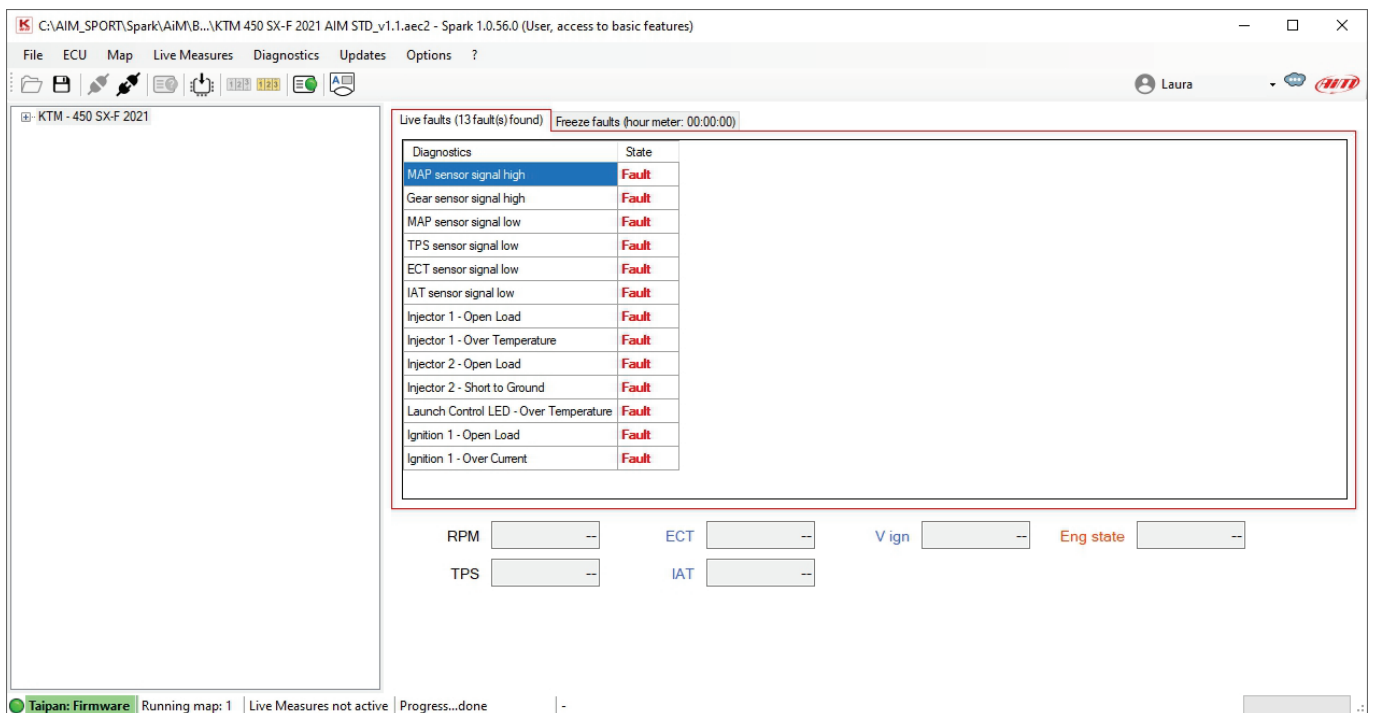 K C:\AIM_SPORT\Spark\AiM\B...\KTM 450 SX-F 2021 AIM STD_v1.1.aec2 - Spark 1.0.56.0 (User, access to basic features)
File ECU Map Live Measures Diagnostics Updates Options ?
123 123 A Laura AiM
KTM - 450 SX-F 2021
Live faults (13 fault(s) found) Freeze faults (hour meter: 00:00:00)
Diagnostics State
MAP sensor signal high Fault
Gear sensor signal high Fault
MAP sensor signal low Fault
TPS sensor signal low Fault
ECT sensor signal low Fault
IAT sensor signal low Fault
Injector 1 - Open Load Fault
Injector 1 - Over Temperature Fault
Injector 2 - Open Load Fault
Injector 2 - Short to Ground Fault
Launch Control LED - Over Temperature Fault
Ignition 1 - Open Load Fault
Ignition 1 - Over Current Fault
RPM -- ECT -- V ign -- Eng state --
TPS -- IAT --
Taipan: Firmware Running map: 1 Live Measures not active Progress...done -